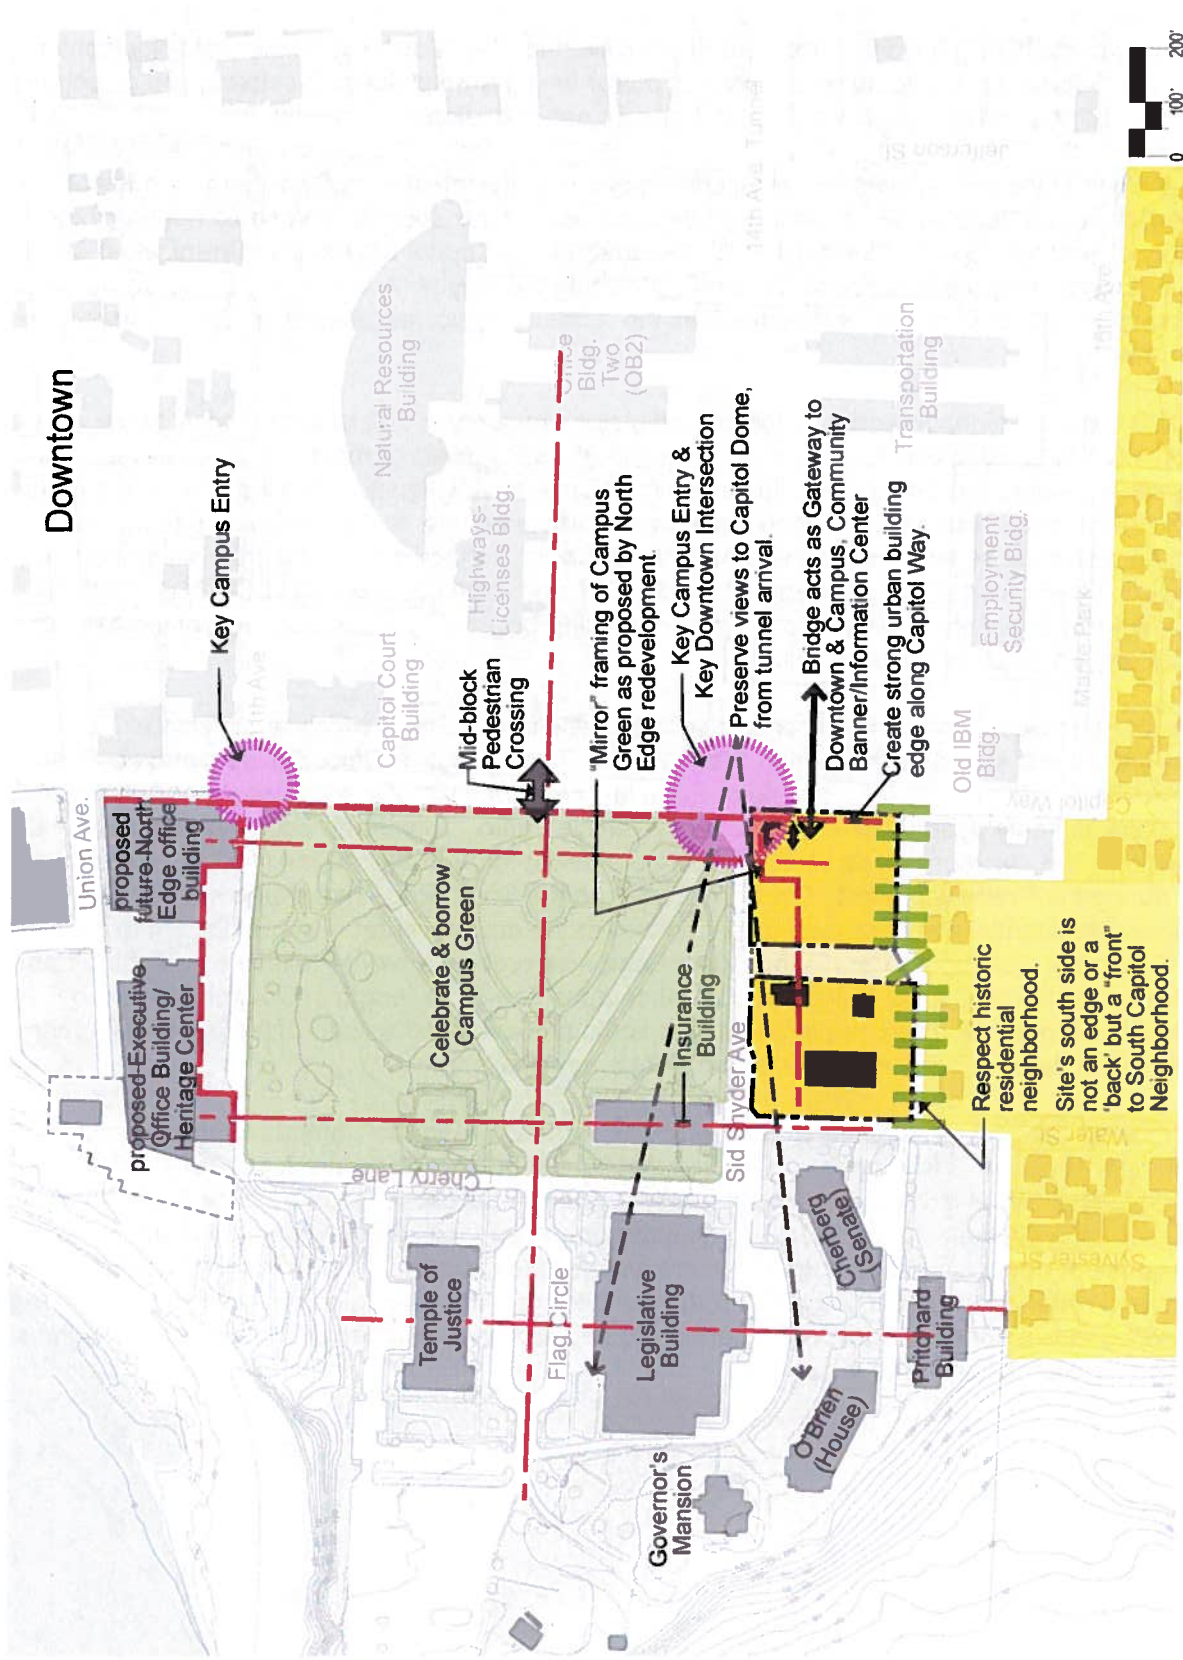 Downtown
Union Ave.
proposed
future North
Edge office
building
proposed Executive
Office Building/
Heritage Center
Key Campus Entry
11th Ave
Natural Resources
Building
Capitol Court
Building
Highways-
Licenses Bldg.
Office
Bldg.
Two
(OB2)
14th Ave Tunnel
Jefferson St
Mid-block
Pedestrian
Crossing
Celebrate & borrow
Campus Green
"Mirror" framing of Campus
Green as proposed by North
Edge redevelopment.
Key Campus Entry &
Key Downtown Intersection
Preserve views to Capitol Dome,
from tunnel arrival.
Bridge acts as Gateway to
Downtown & Campus, Community
Banner/Information Center
Create strong urban building
edge along Capitol Way.
Transportation
Building
Employment
Security Bldg.
Old IBM
Bldg.
Maple Park
16th Ave
Capitol Way
Cherry Lane
Temple of
Justice
Flag Circle
Legislative
Building
Insurance
Building
Sid Snyder Ave
Cherberg
(Senate)
O'Brien
(House)
Pritchard
Building
Governor's
Mansion
Respect historic
residential
neighborhood.
Site's south side is
not an edge or a
"back' but a "front"
to South Capitol
Neighborhood.
Water St
Sylvester St
0 100' 200'